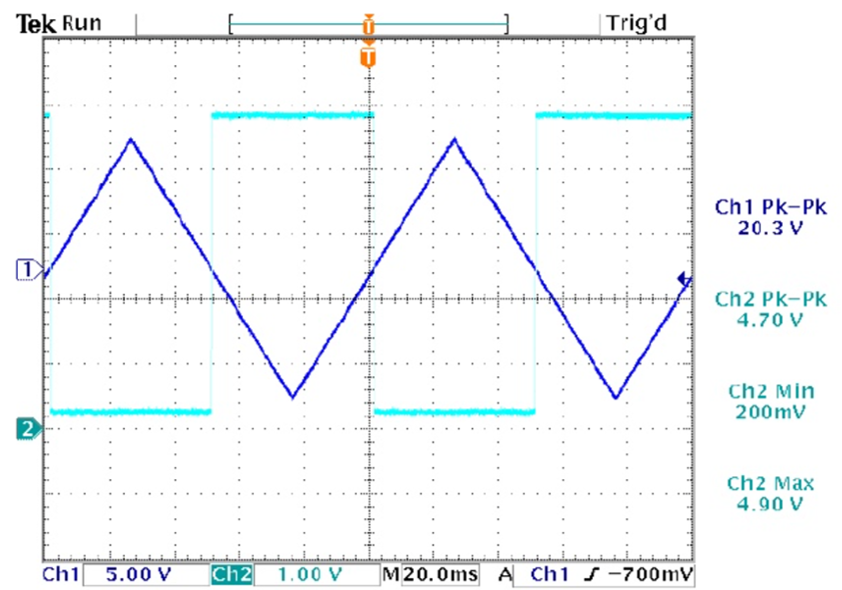 Tek Run Trig'd
T
T
1
2
Ch1 Pk-Pk
20.3 V
Ch2 Pk-Pk
4.70 V
Ch2 Min
200mV
Ch2 Max
4.90 V
Ch1 5.00 V Ch2 1.00 V M 20.0ms A Ch1 ∫ -700mV